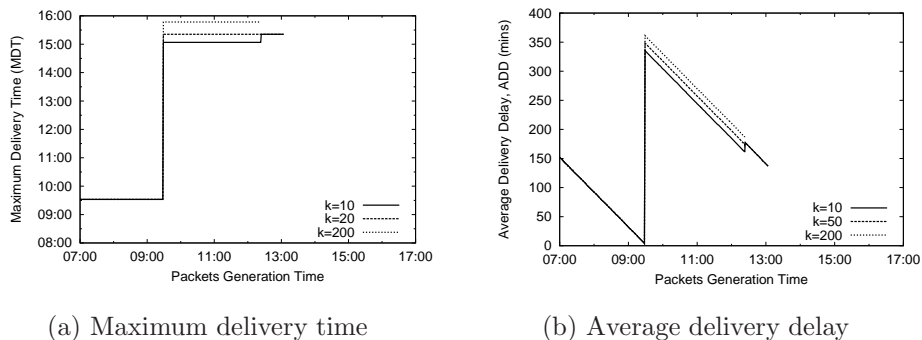 16:00
15:00
14:00
13:00
12:00
11:00
10:00
09:00
08:00
Maximum Delivery Time (MDT)
k=10
k=20
k=200
07:00 09:00 11:00 13:00 15:00 17:00
Packets Generation Time
(a) Maximum delivery time
400
350
300
250
200
150
100
50
0
Average Delivery Delay, ADD (mins)
k=10
k=50
k=200
07:00 09:00 11:00 13:00 15:00 17:00
Packets Generation Time
(b) Average delivery delay